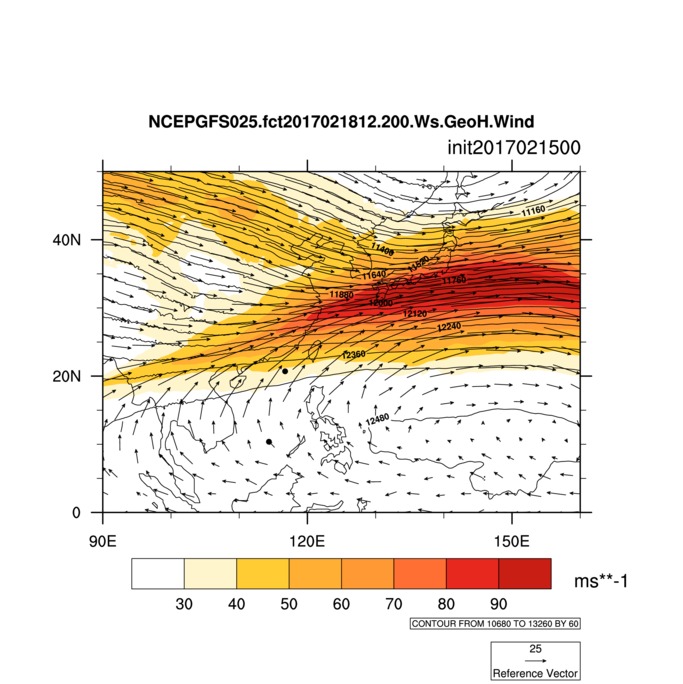 NCEPGFS025.fct2017021812.200.Ws.GeoH.Wind
init2017021500
11160
40N
11400
11520
11640
11760
11880
12000
12120
12240
12360
20N
12480
0
90E 120E 150E
ms**-1
30 40 50 60 70 80 90
CONTOUR FROM 10680 TO 13260 BY 60
25
Reference Vector